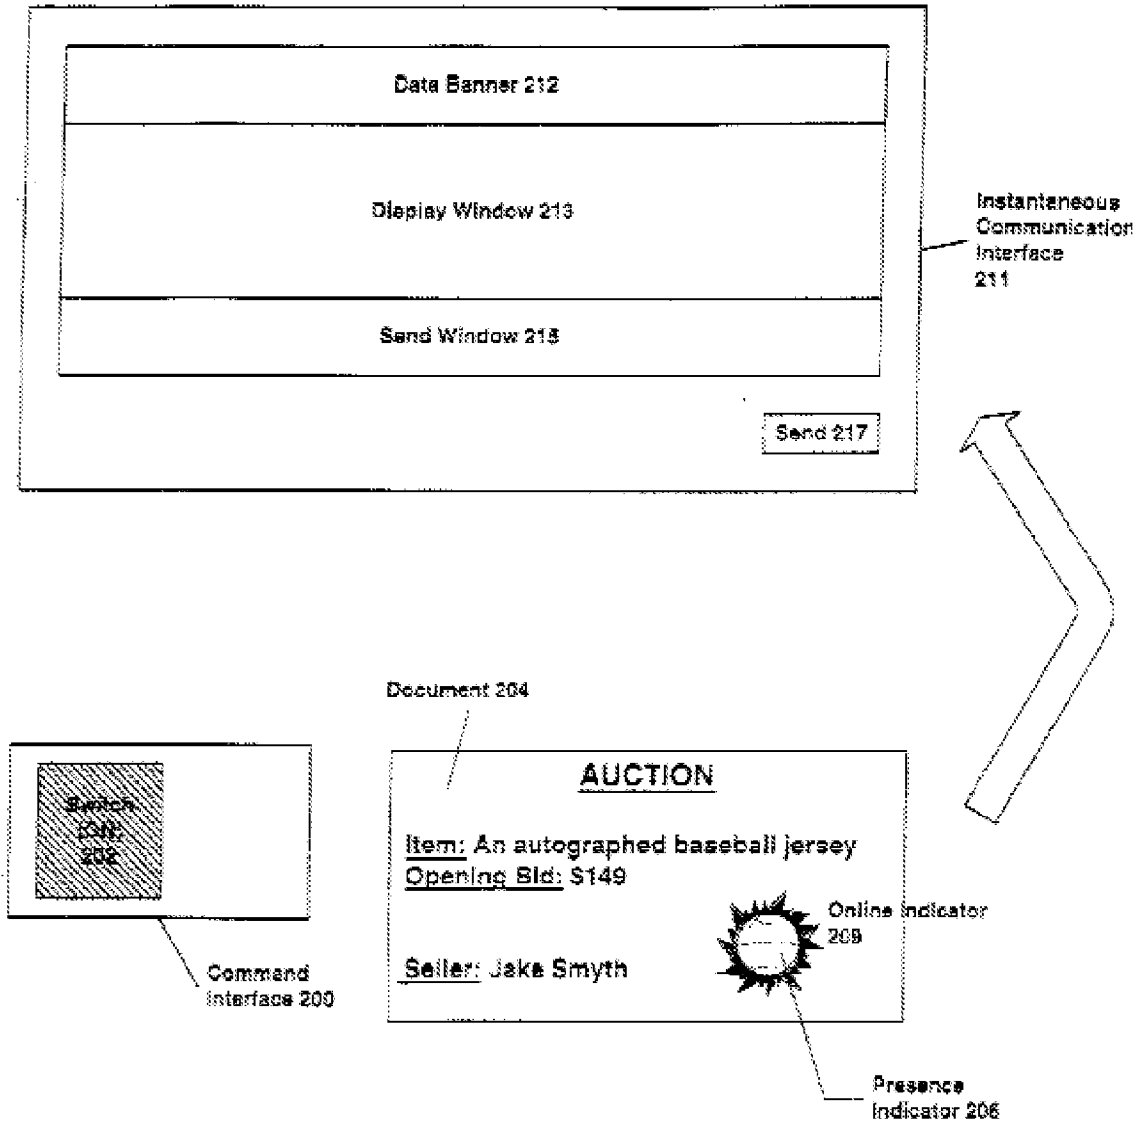 Data Banner 212
Display Window 213
Send Window 215
Send 217
Instantaneous
Communication
Interface
211
Document 204
AUCTION
Item: An autographed baseball jersey
Opening Bid: $149
Seller: Jake Smyth
Online Indicator
209
Switch
202
Command
Interface 200
Presence
Indicator 206